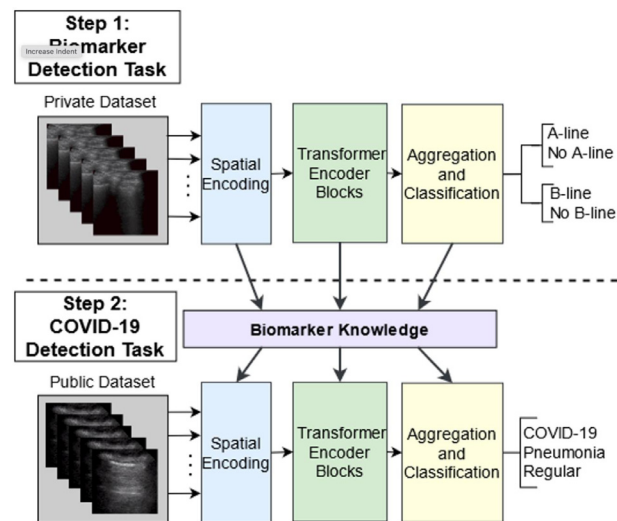 Step 1:
Biomarker
Increase Indent
Detection Task
Private Dataset
Spatial
Encoding
Transformer
Encoder
Blocks
Aggregation
and
Classification
A-line
No A-line
B-line
No B-line
Step 2:
COVID-19
Detection Task
Biomarker Knowledge
Public Dataset
Spatial
Encoding
Transformer
Encoder
Blocks
Aggregation
and
Classification
COVID-19
Pneumonia
Regular